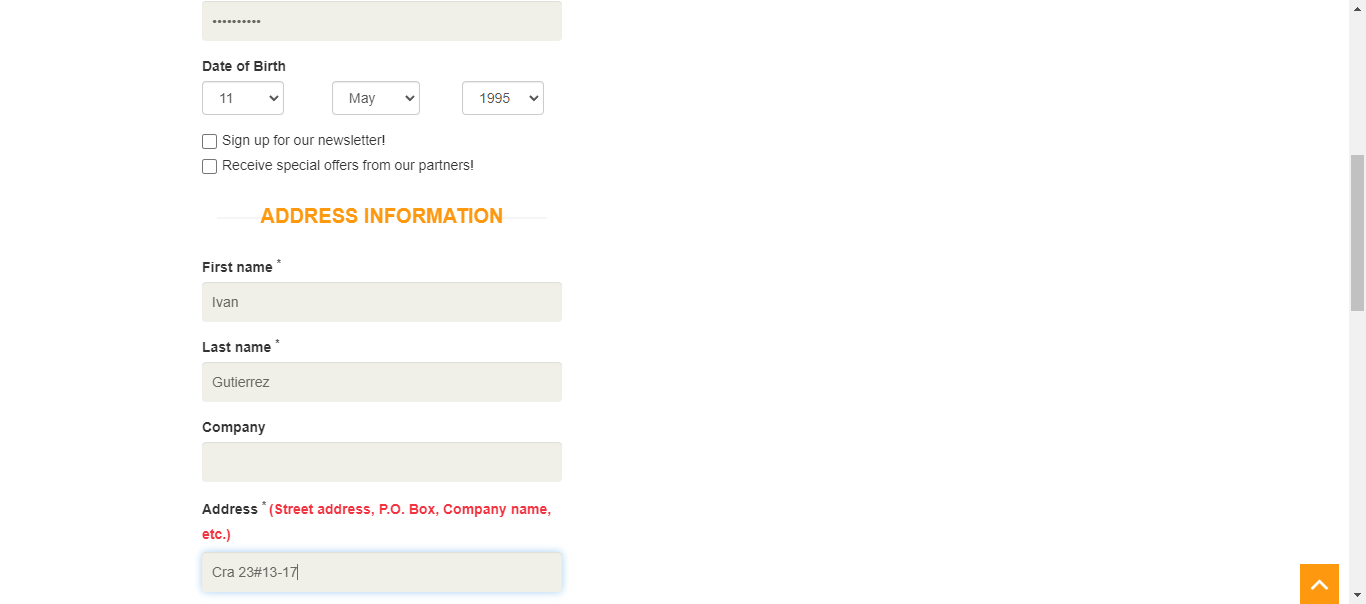 ••••••••••
Date of Birth
11 May 1995
Sign up for our newsletter!
Receive special offers from our partners!
ADDRESS INFORMATION
First name *
Ivan
Last name *
Gutierrez
Company
Address * (Street address, P.O. Box, Company name,
etc.)
Cra 23#13-17